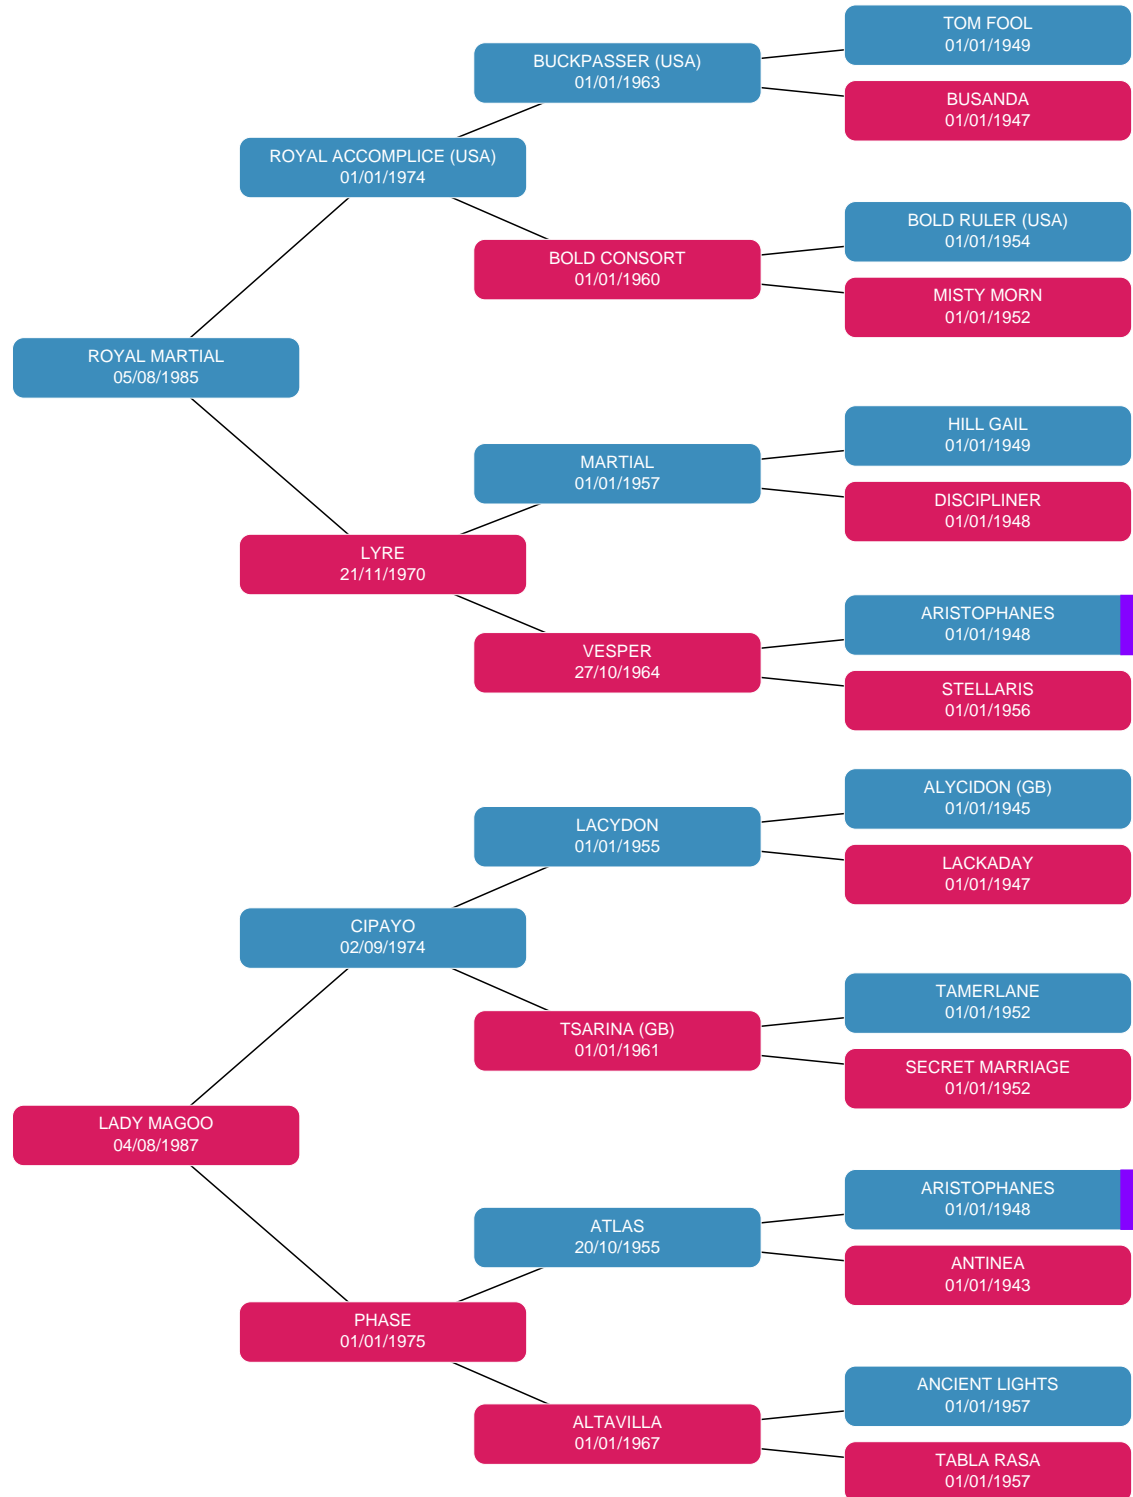 TOM FOOL
01/01/1949
BUCKPASSER (USA)
01/01/1963
BUSANDA
01/01/1947
ROYAL ACCOMPLICE (USA)
01/01/1974
BOLD RULER (USA)
01/01/1954
BOLD CONSORT
01/01/1960
MISTY MORN
01/01/1952
ROYAL MARTIAL
05/08/1985
HILL GAIL
01/01/1949
MARTIAL
01/01/1957
DISCIPLINER
01/01/1948
LYRE
21/11/1970
ARISTOPHANES
01/01/1948
VESPER
27/10/1964
STELLARIS
01/01/1956
ALYCIDON (GB)
01/01/1945
LACYDON
01/01/1955
LACKADAY
01/01/1947
CIPAYO
02/09/1974
TAMERLANE
01/01/1952
TSARINA (GB)
01/01/1961
SECRET MARRIAGE
01/01/1952
LADY MAGOO
04/08/1987
ARISTOPHANES
01/01/1948
ATLAS
20/10/1955
ANTINEA
01/01/1943
PHASE
01/01/1975
ANCIENT LIGHTS
01/01/1957
ALTAVILLA
01/01/1967
TABLA RASA
01/01/1957